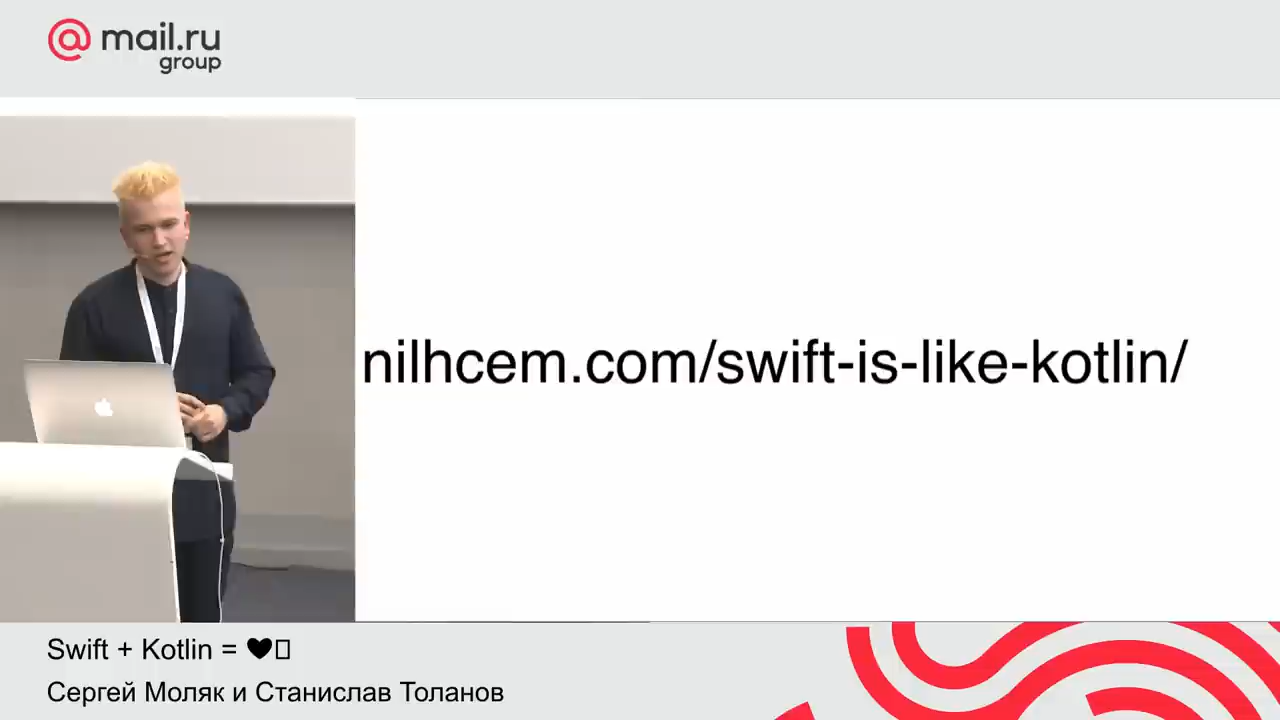 @mail.ru
group
nilhcem.com/swift-is-like-kotlin/
Swift + Kotlin = ♥
Сергей Моляк и Станислав Толанов